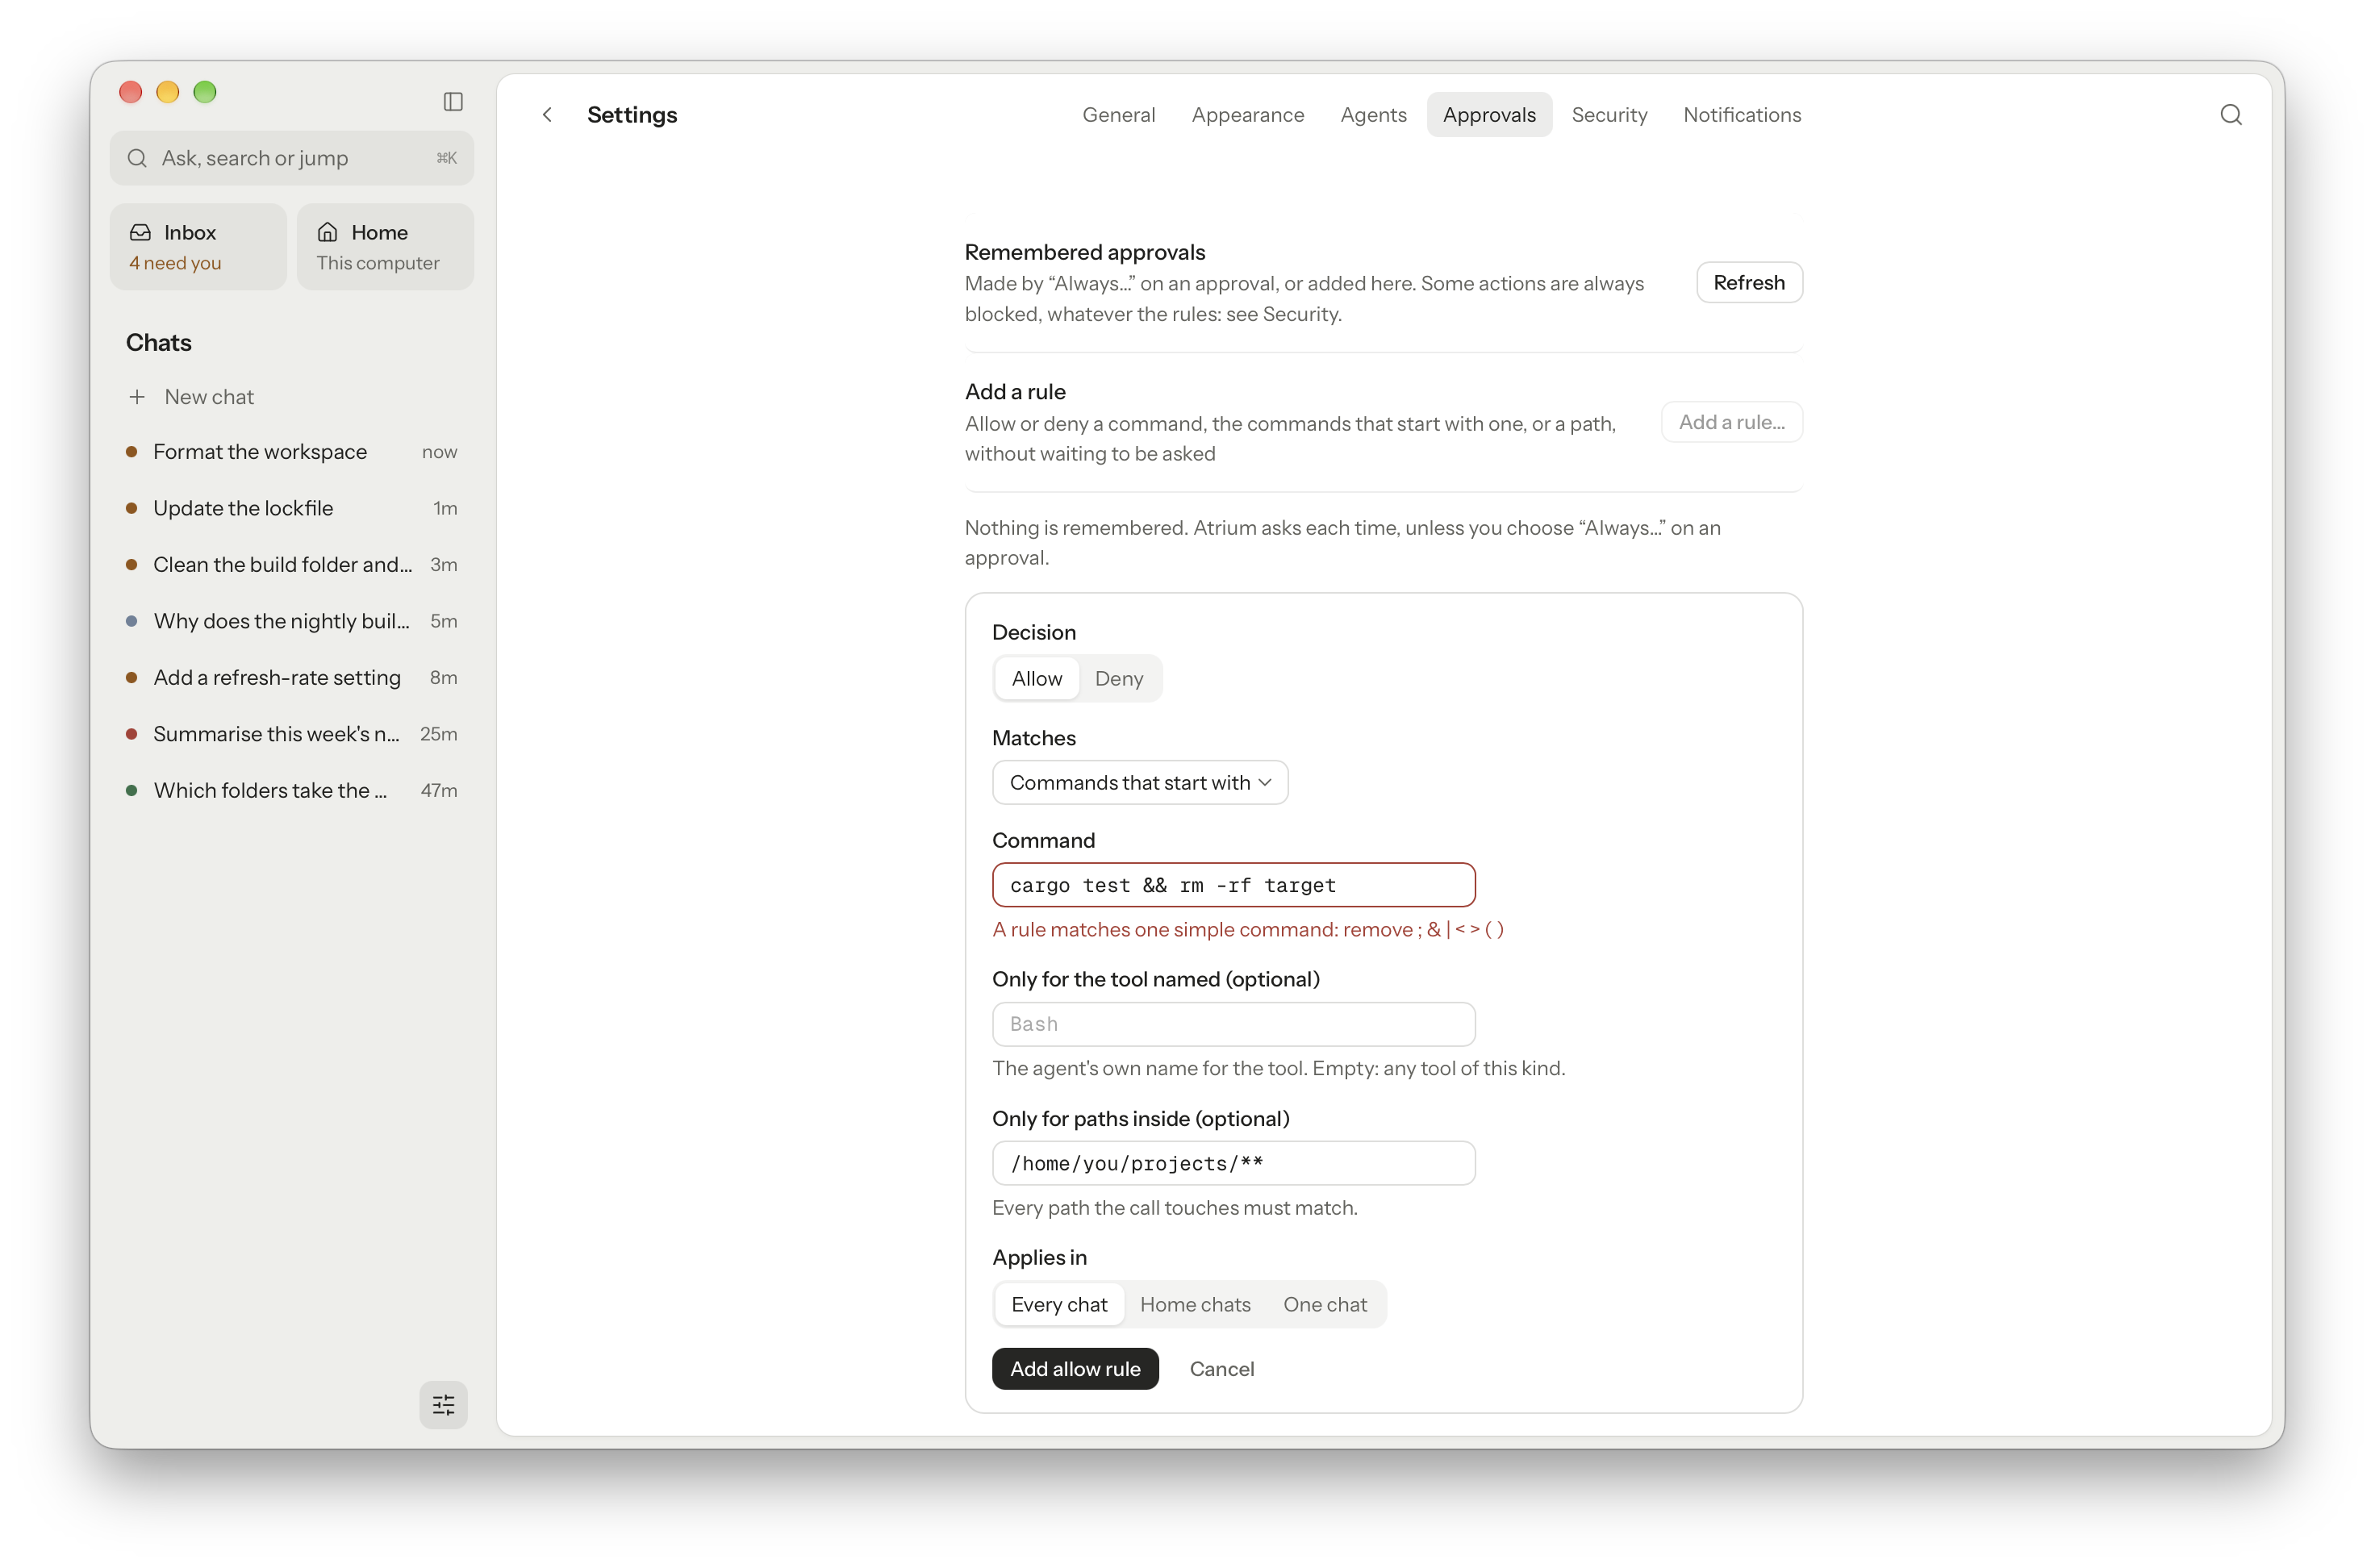 Ask, search or jump ⌘K
Inbox
4 need you
Home
This computer
Chats
New chat
Format the workspace now
Update the lockfile 1m
Clean the build folder and... 3m
Why does the nightly buil... 5m
Add a refresh-rate setting 8m
Summarise this week's n... 25m
Which folders take the ... 47m
Settings
General Appearance Agents Approvals Security Notifications
Remembered approvals
Made by “Always…” on an approval, or added here. Some actions are always
blocked, whatever the rules: see Security.
Refresh
Add a rule
Allow or deny a command, the commands that start with one, or a path,
without waiting to be asked
Add a rule…
Nothing is remembered. Atrium asks each time, unless you choose “Always…” on an
approval.
Decision
Allow Deny
Matches
Commands that start with
Command
cargo test && rm -rf target
A rule matches one simple command: remove ; & | < > ( )
Only for the tool named (optional)
Bash
The agent's own name for the tool. Empty: any tool of this kind.
Only for paths inside (optional)
/home/you/projects/**
Every path the call touches must match.
Applies in
Every chat Home chats One chat
Add allow rule Cancel